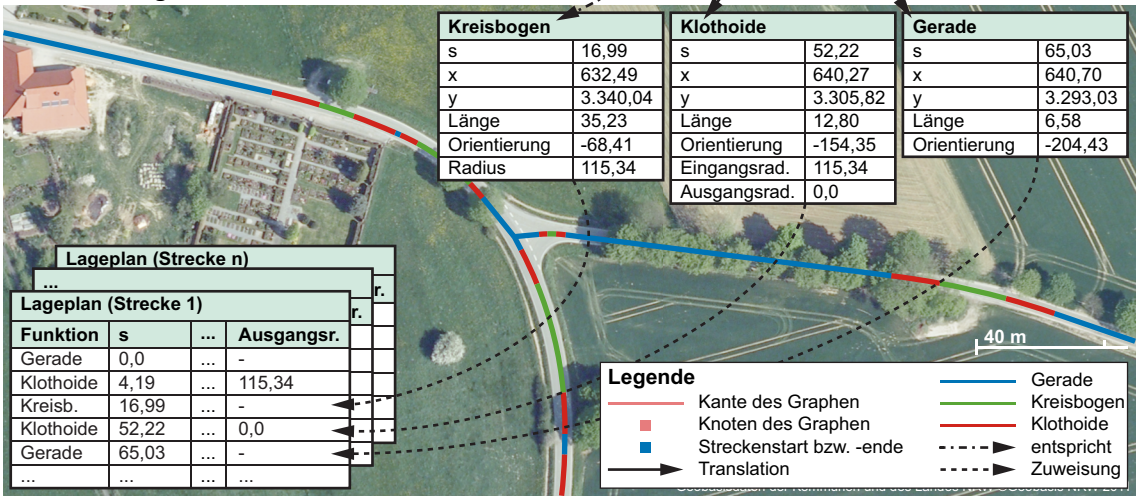 Kreisbogen
s 16,99
x 632,49
y 3.340,04
Länge 35,23
Orientierung -68,41
Radius 115,34
Klothoide
s 52,22
x 640,27
y 3.305,82
Länge 12,80
Orientierung -154,35
Eingangsrad. 115,34
Ausgangsrad. 0,0
Gerade
s 65,03
x 640,70
y 3.293,03
Länge 6,58
Orientierung -204,43
Lageplan (Strecke n)
...
r.
r.
Lageplan (Strecke 1)
Funktion s ... Ausgangsr.
Gerade 0,0 ... -
Klothoide 4,19 ... 115,34
Kreisb. 16,99 ... -
Klothoide 52,22 ... 0,0
Gerade 65,03 ... -
... ... ... ...
40 m
Legende
Kante des Graphen
Knoten des Graphen
Streckenstart bzw. -ende
Translation
Gerade
Kreisbogen
Klothoide
entspricht
Zuweisung